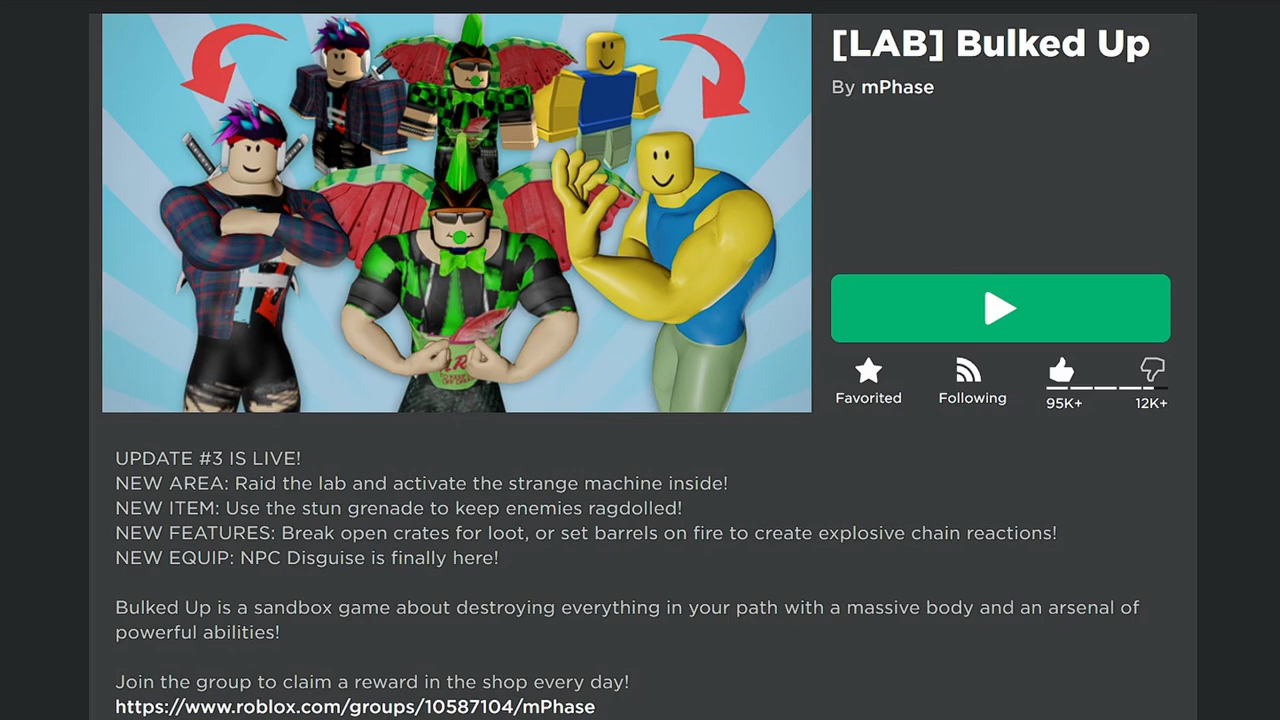 [LAB] Bulked Up
By mPhase
Favorited
Following
95K+
12K+
UPDATE #3 IS LIVE!
NEW AREA: Raid the lab and activate the strange machine inside!
NEW ITEM: Use the stun grenade to keep enemies ragdolled!
NEW FEATURES: Break open crates for loot, or set barrels on fire to create explosive chain reactions!
NEW EQUIP: NPC Disguise is finally here!
Bulked Up is a sandbox game about destroying everything in your path with a massive body and an arsenal of
powerful abilities!
Join the group to claim a reward in the shop every day!
https://www.roblox.com/groups/10587104/mPhase